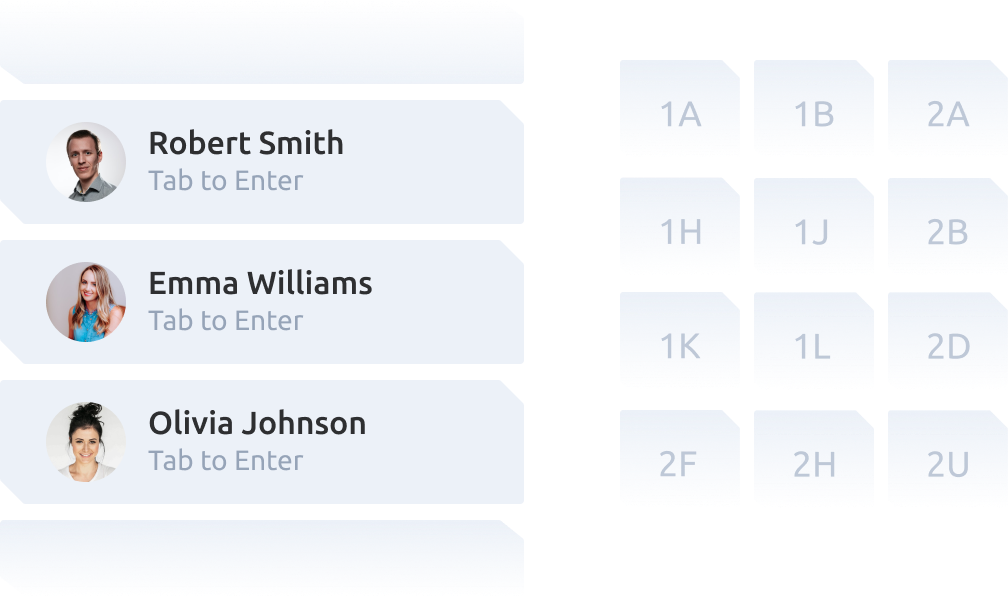 Robert Smith
Tab to Enter
Emma Williams
Tab to Enter
Olivia Johnson
Tab to Enter
1A 1B 2A
1H 1J 2B
1K 1L 2D
2F 2H 2U